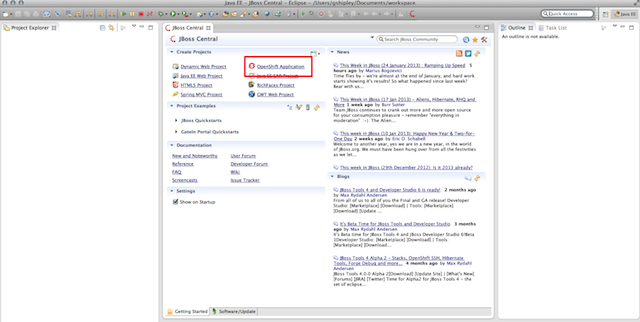 Java EE - JBoss Central - Eclipse - /Users/gshipley/Documents/workspace
Quick Access
Java EE
Project Explorer
JBoss Central
Outline
Task List
An outline is not available.
JBoss Central
Search JBoss Community
Create Projects
Dynamic Web Project
OpenShift Application
Java EE Web Project
HTML5 Project
RichFaces Project
Spring MVC Project
GWT Web Project
Project Examples
JBoss Quickstarts
Gatein Portal Quickstarts
Documentation
New and Noteworthy
User Forum
Reference
Developer Forum
FAQ
Wiki
Screencasts
Issue Tracker
Settings
Show on Startup
News
This Week in JBoss (24 January 2013) - Ramping Up Speed 5
hours ago by Marius Bogoevici
Time flies by - we're almost at the end of January, and hard work
starts showing it's results! So what happened since last week?
Bear with us...
This Week in JBoss (17 Jan 2013) - Aliens, Hibernate, RHQ and
More 1 week ago by Burr Sutter
Team JBoss continues to crank out more and more open source
for your consumation pleasure - remember "everything in
moderation" :-) The Alien...
This Week in JBoss (10 Jan 2013): Happy New Year & Two-for-
One Day 2 weeks ago by Eric D. Schabell
Welcome to another year, yes we are in a new year, in the world
of JBoss.org. We must have been hung over from all the festivities
as we let...
This Week in JBoss (29th December 2012): Is it 2013 already?
Blogs
JBoss Tools 4 and Developer Studio 6 is ready! 2 months
ago by Max Rydahl Andersen
From all of us to all of you the Final and GA release! Developer
Studio: [Marketplace] [Download] | Tools: [Marketplace]
[Download] [Update ...
It's Beta Time for JBoss Tools and Developer Studio 3 months
ago by Max Rydahl Andersen
It's Beta time for JBoss Tools 4 and Developer Studio 6!Beta
1Developer Studio: [Marketplace] [Download] | Tools:
[Marketplace] [Download]...
JBoss Tools 4 Alpha 2 - Stacks, OpenShift SSH, Hibernate
Tools, Forge Debug and more... 4 months ago by Max Rydahl
Andersen
JBoss Tools 4.0.0 Alpha 2[Download] [Update Site] | [What's New]
[Forums] [JIRA] [Twitter] Time for Alpha2 for JBoss Tools 4 - the
set of eclipse...
Getting Started
Software/Update